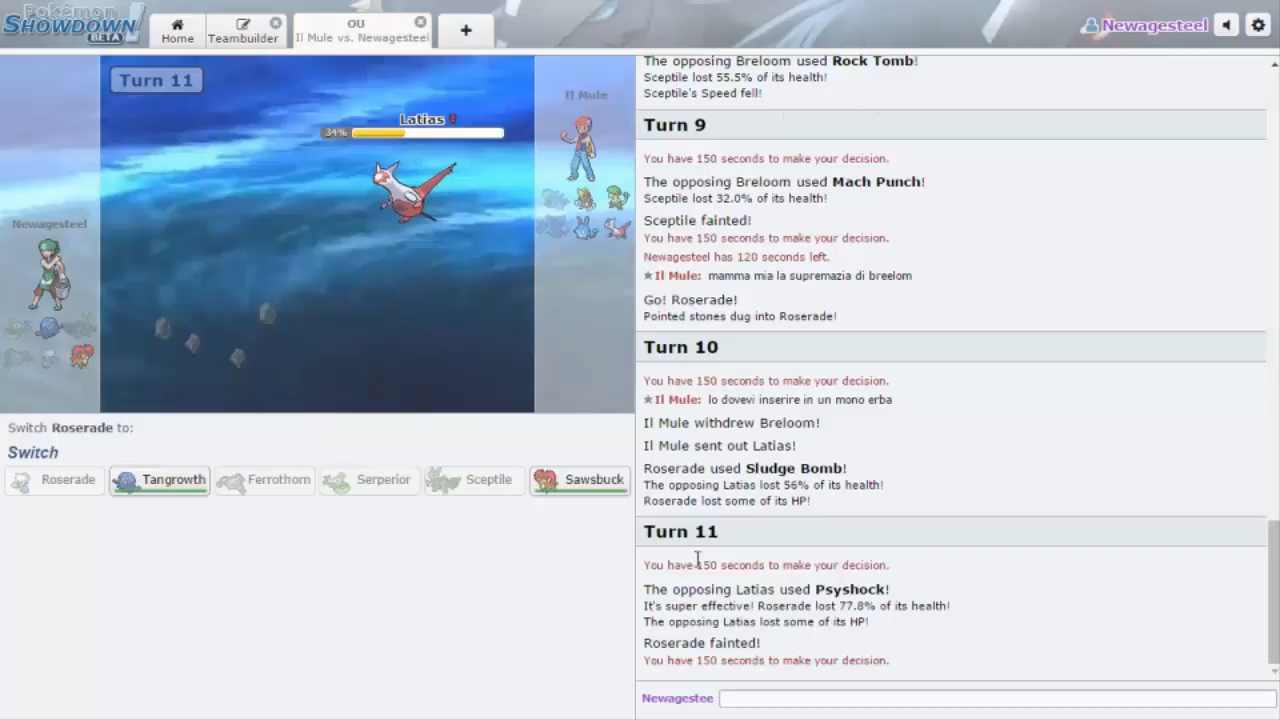 Pokémon
SHOWDOWN!
BETA
Home
Teambuilder
OU
Il Mule vs. Newagesteel
+
Newagesteel
Turn 11
Latias
34%
Il Mule
Newagesteel
Switch Roserade to:
Switch
Roserade
Tangrowth
Ferrothorn
Serperior
Sceptile
Sawsbuck
The opposing Breloom used Rock Tomb!
Sceptile lost 55.5% of its health!
Sceptile's Speed fell!
Turn 9
You have 150 seconds to make your decision.
The opposing Breloom used Mach Punch!
Sceptile lost 32.0% of its health!
Sceptile fainted!
You have 150 seconds to make your decision.
Newagesteel has 120 seconds left.
★Il Mule: mamma mia la supremazia di breelom
Go! Roserade!
Pointed stones dug into Roserade!
Turn 10
You have 150 seconds to make your decision.
★Il Mule: lo dovevi inserire in un mono erba
Il Mule withdrew Breloom!
Il Mule sent out Latias!
Roserade used Sludge Bomb!
The opposing Latias lost 56% of its health!
Roserade lost some of its HP!
Turn 11
You have 150 seconds to make your decision.
The opposing Latias used Psyshock!
It's super effective! Roserade lost 77.8% of its health!
The opposing Latias lost some of its HP!
Roserade fainted!
You have 150 seconds to make your decision.
Newagestee